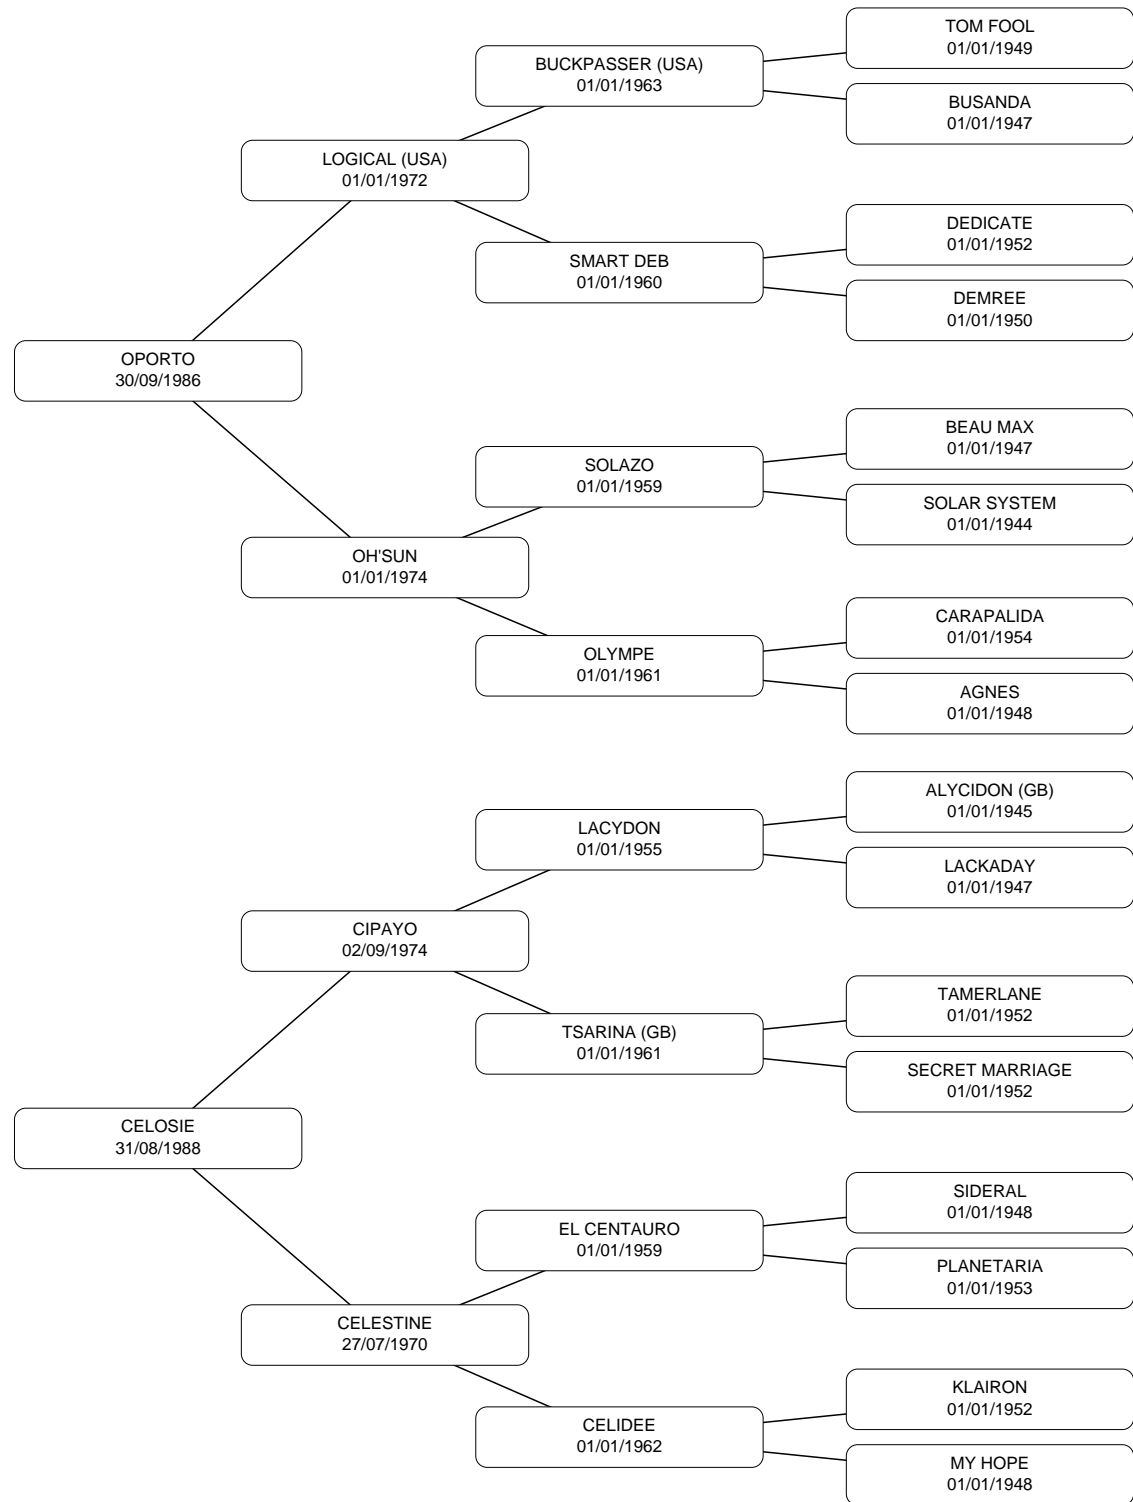 TOM FOOL
01/01/1949
BUCKPASSER (USA)
01/01/1963
BUSANDA
01/01/1947
LOGICAL (USA)
01/01/1972
DEDICATE
01/01/1952
SMART DEB
01/01/1960
DEMREE
01/01/1950
OPORTO
30/09/1986
BEAU MAX
01/01/1947
SOLAZO
01/01/1959
SOLAR SYSTEM
01/01/1944
OH'SUN
01/01/1974
CARAPALIDA
01/01/1954
OLYMPE
01/01/1961
AGNES
01/01/1948
ALYCIDON (GB)
01/01/1945
LACYDON
01/01/1955
LACKADAY
01/01/1947
CIPAYO
02/09/1974
TAMERLANE
01/01/1952
TSARINA (GB)
01/01/1961
SECRET MARRIAGE
01/01/1952
CELOSIE
31/08/1988
SIDERAL
01/01/1948
EL CENTAURO
01/01/1959
PLANETARIA
01/01/1953
CELESTINE
27/07/1970
KLAIRON
01/01/1952
CELIDEE
01/01/1962
MY HOPE
01/01/1948